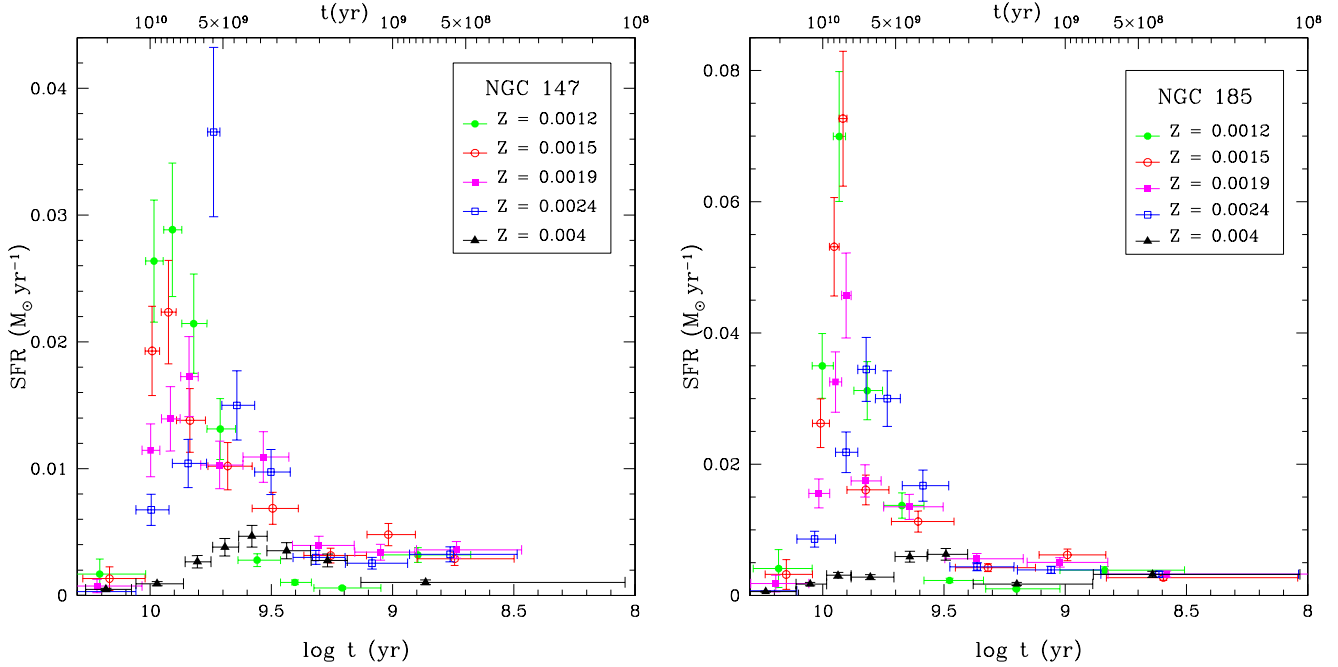 t(yr)
10¹⁰ 5×10⁹ 10⁹ 5×10⁸ 10⁸
SFR (M⊙ yr⁻¹)
0.04
0.03
0.02
0.01
0
NGC 147
Z = 0.0012
Z = 0.0015
Z = 0.0019
Z = 0.0024
Z = 0.004
10 9.5 9 8.5 8
log t (yr)
t(yr)
10¹⁰ 5×10⁹ 10⁹ 5×10⁸ 10⁸
SFR (M⊙ yr⁻¹)
0.08
0.06
0.04
0.02
0
NGC 185
Z = 0.0012
Z = 0.0015
Z = 0.0019
Z = 0.0024
Z = 0.004
10 9.5 9 8.5 8
log t (yr)